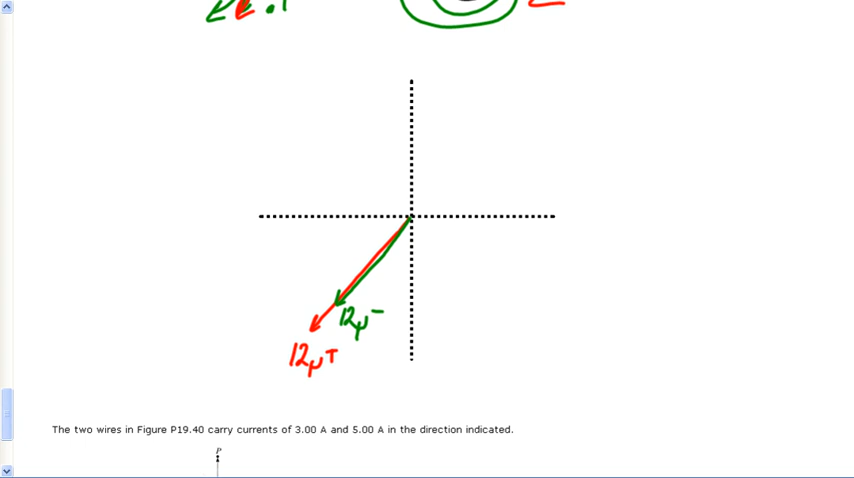 12μT
12μT
The two wires in Figure P19.40 carry currents of 3.00 A and 5.00 A in the direction indicated.
P